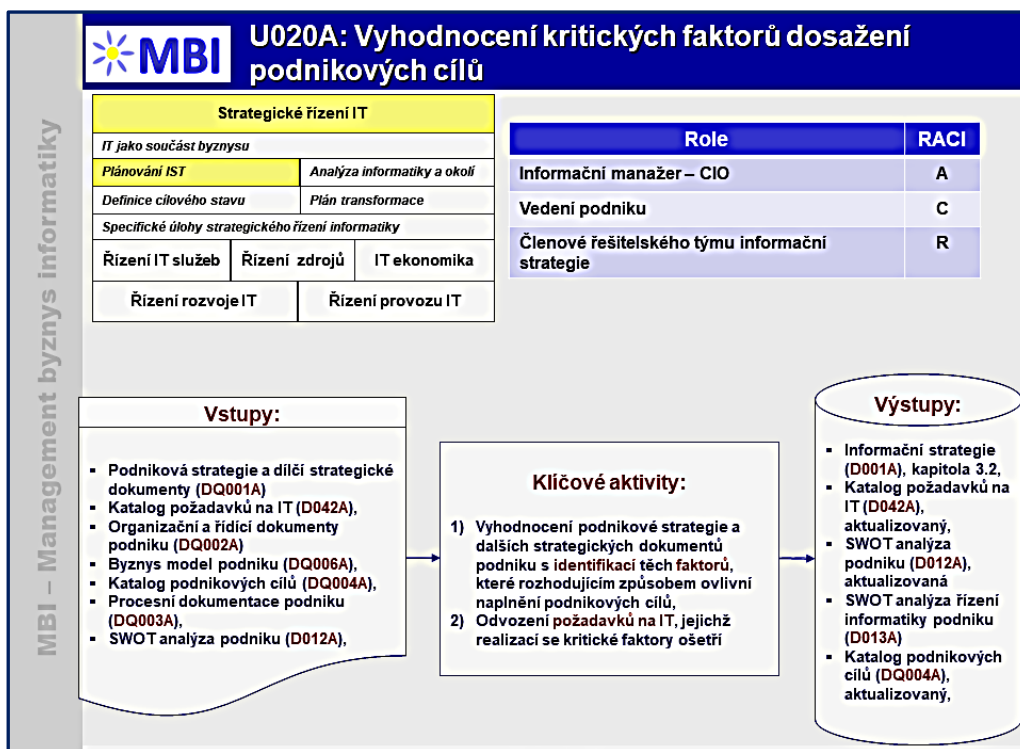 MBI
U020A: Vyhodnocení kritických faktorů dosažení
podnikových cílů
MBI – Management byznys informatiky
Strategické řízení IT
IT jako součást byznysu
Plánování IST
Analýza informatiky a okolí
Definice cílového stavu
Plán transformace
Specifické úlohy strategického řízení informatiky
Řízení IT služeb
Řízení zdrojů
IT ekonomika
Řízení rozvoje IT
Řízení provozu IT
Role RACI
Informační manažer – CIO A
Vedení podniku C
Členové řešitelského týmu informační R
strategie
Vstupy:
▪ Podniková strategie a dílčí strategické
dokumenty (DQ001A)
▪ Katalog požadavků na IT (D042A),
▪ Organizační a řídící dokumenty
podniku (DQ002A)
▪ Byznys model podniku (DQ006A),
▪ Katalog podnikových cílů (DQ004A),
▪ Procesní dokumentace podniku
(DQ003A),
▪ SWOT analýza podniku (D012A),
Klíčové aktivity:
1) Vyhodnocení podnikové strategie a
dalších strategických dokumentů
podniku s identifikací těch faktorů,
které rozhodujícím způsobem ovlivní
naplnění podnikových cílů,
2) Odvození požadavků na IT, jejichž
realizací se kritické faktory ošetří
Výstupy:
▪ Informační strategie
(D001A), kapitola 3.2,
▪ Katalog požadavků na
IT (D042A),
aktualizovaný,
▪ SWOT analýza
podniku (D012A),
aktualizovaná
▪ SWOT analýza řízení
informatiky podniku
(D013A)
▪ Katalog podnikových
cílů (DQ004A),
aktualizovaný,